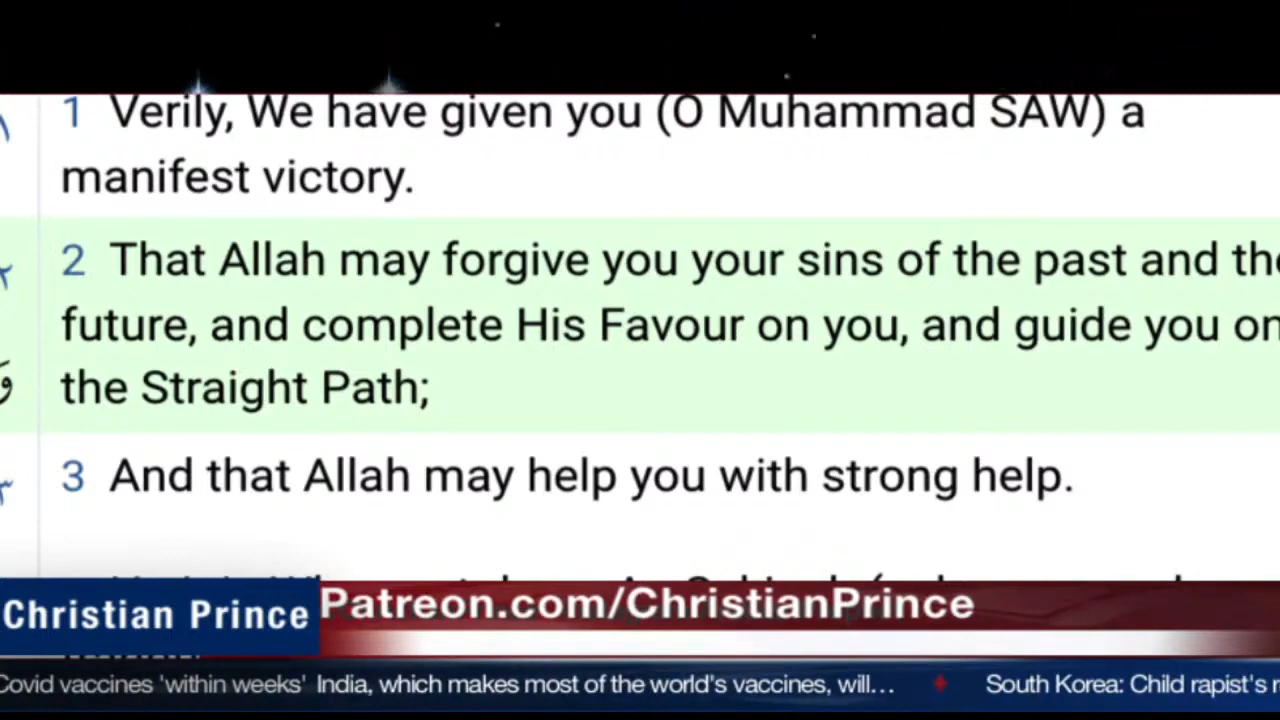 1 Verily, We have given you (O Muhammad SAW) a
manifest victory.
2 That Allah may forgive you your sins of the past and the
future, and complete His Favour on you, and guide you on
the Straight Path;
3 And that Allah may help you with strong help.
Christian Prince
Patreon.com/ChristianPrince
Covid vaccines 'within weeks' India, which makes most of the world's vaccines, will… South Korea: Child rapist's